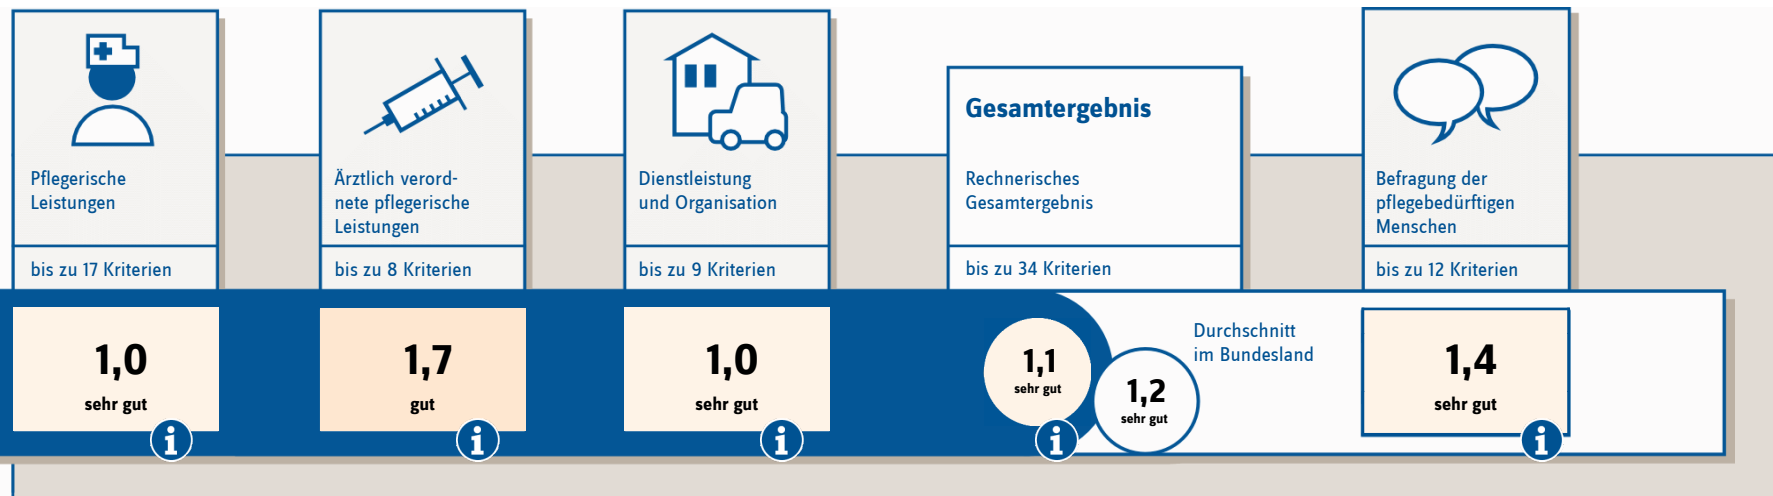 Pflegerische
Leistungen
bis zu 17 Kriterien
1,0
sehr gut
i
Ärztlich verord-
nete pflegerische
Leistungen
bis zu 8 Kriterien
1,7
gut
i
Dienstleistung
und Organisation
bis zu 9 Kriterien
1,0
sehr gut
i
Gesamtergebnis
Rechnerisches
Gesamtergebnis
bis zu 34 Kriterien
1,1
sehr gut
i
1,2
sehr gut
Durchschnitt
im Bundesland
Befragung der
pflegebedürftigen
Menschen
bis zu 12 Kriterien
1,4
sehr gut
i